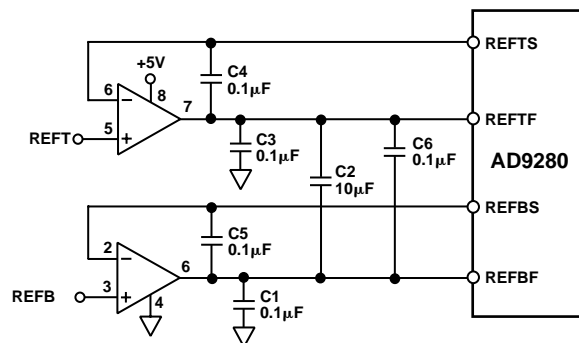 REFTS
+5V
C4
0.1µF
6
8
7
REFTF
REFT
5
C3
0.1µF
C6
0.1µF
C2
10µF
AD9280
REFBS
C5
0.1µF
2
6
REFBF
REFB
3
4
C1
0.1µF